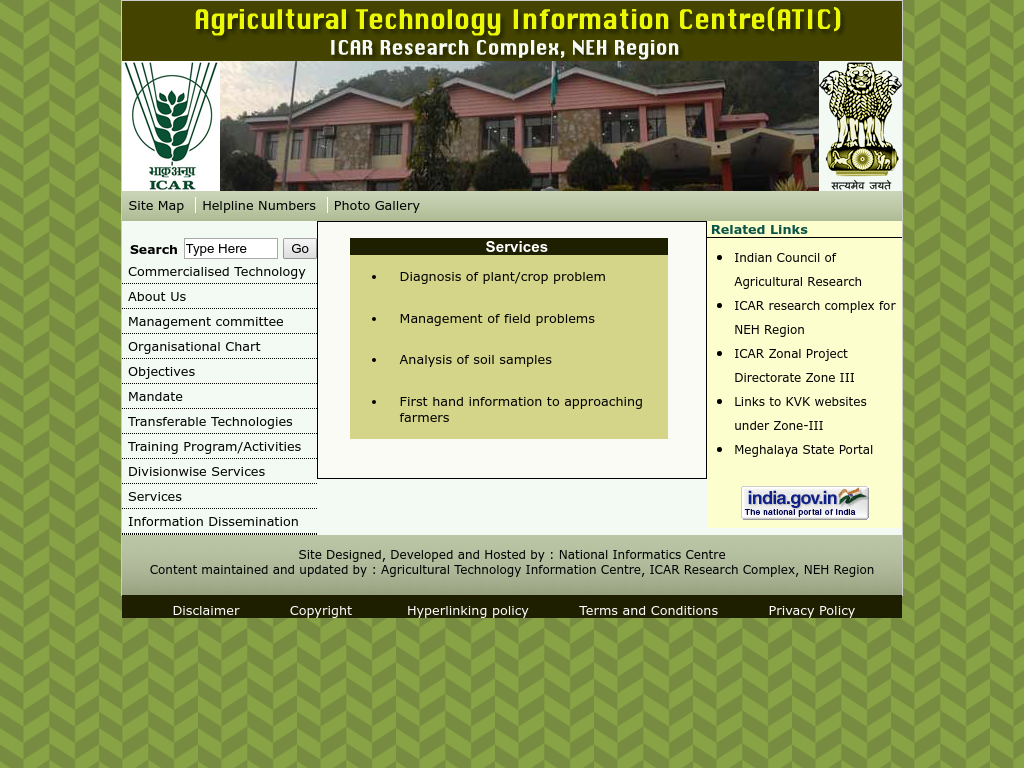 Agricultural Technology Information Centre(ATIC)
ICAR Research Complex, NEH Region
भाकृअनुप
ICAR
सत्यमेव जयते
Site Map
Helpline Numbers
Photo Gallery
Search
Type Here
Go
Commercialised Technology
About Us
Management committee
Organisational Chart
Objectives
Mandate
Transferable Technologies
Training Program/Activities
Divisionwise Services
Services
Information Dissemination
Services
• Diagnosis of plant/crop problem
• Management of field problems
• Analysis of soil samples
• First hand information to approaching
farmers
Related Links
• Indian Council of
Agricultural Research
• ICAR research complex for
NEH Region
• ICAR Zonal Project
Directorate Zone III
• Links to KVK websites
under Zone-III
• Meghalaya State Portal
india.gov.in
The national portal of India
Site Designed, Developed and Hosted by : National Informatics Centre
Content maintained and updated by : Agricultural Technology Information Centre, ICAR Research Complex, NEH Region
Disclaimer
Copyright
Hyperlinking policy
Terms and Conditions
Privacy Policy